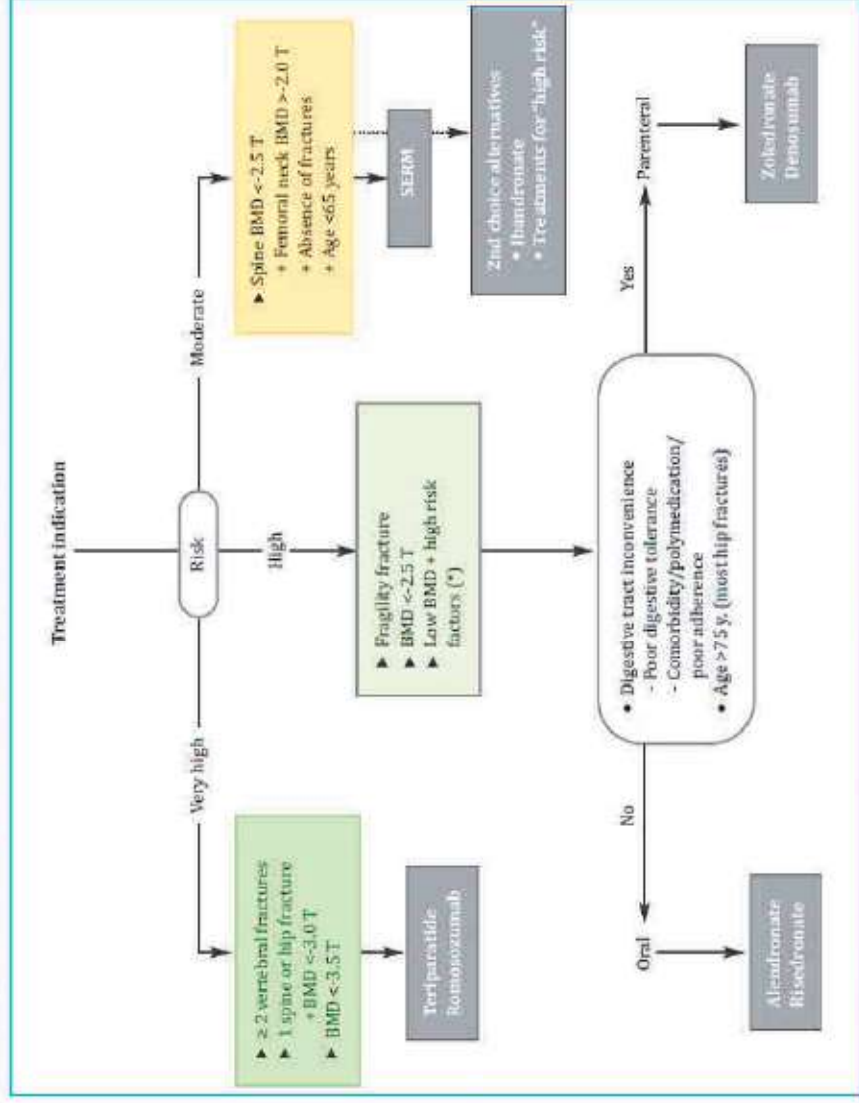 Treatment indication
Risk
Very high
High
Moderate
► ≥ 2 vertebral fractures
► 1 spine or hip fracture
+ BMD <-3.0 T
► BMD <-3.5 T
Teriparatide
Romosozumab
► Fragility fracture
► BMD <-2.5 T
► Low BMD + high risk
factors (*)
► Spine BMD <-2.5 T
+ Femoral neck BMD >-2.0 T
+ Absence of fractures
+ Age <65 years
SERM
2nd choice alternatives
• Ibandronate
• Treatments for "high risk"
• Digestive tract inconvenience
- Poor digestive tolerance
- Comorbidity/polymedication/
poor adherence
• Age >75 y. (most hip fractures)
No
Yes
Oral
Parenteral
Alendronate
Risedronate
Zoledronate
Denosumab